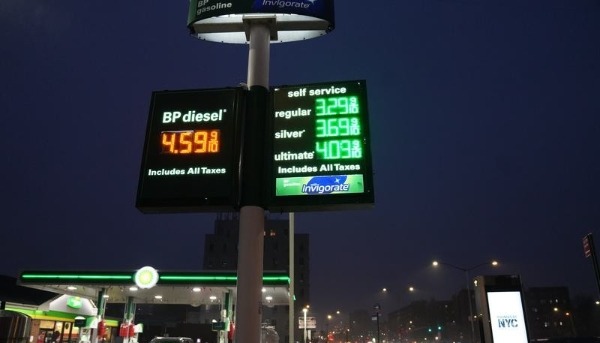 BP
gasoline
Invigorate
BP diesel
4.59 9/10
Includes All Taxes
self service
regular 3.29 9/10
silver 3.69 9/10
ultimate 4.09 9/10
Includes All Taxes
Invigorate
NYC